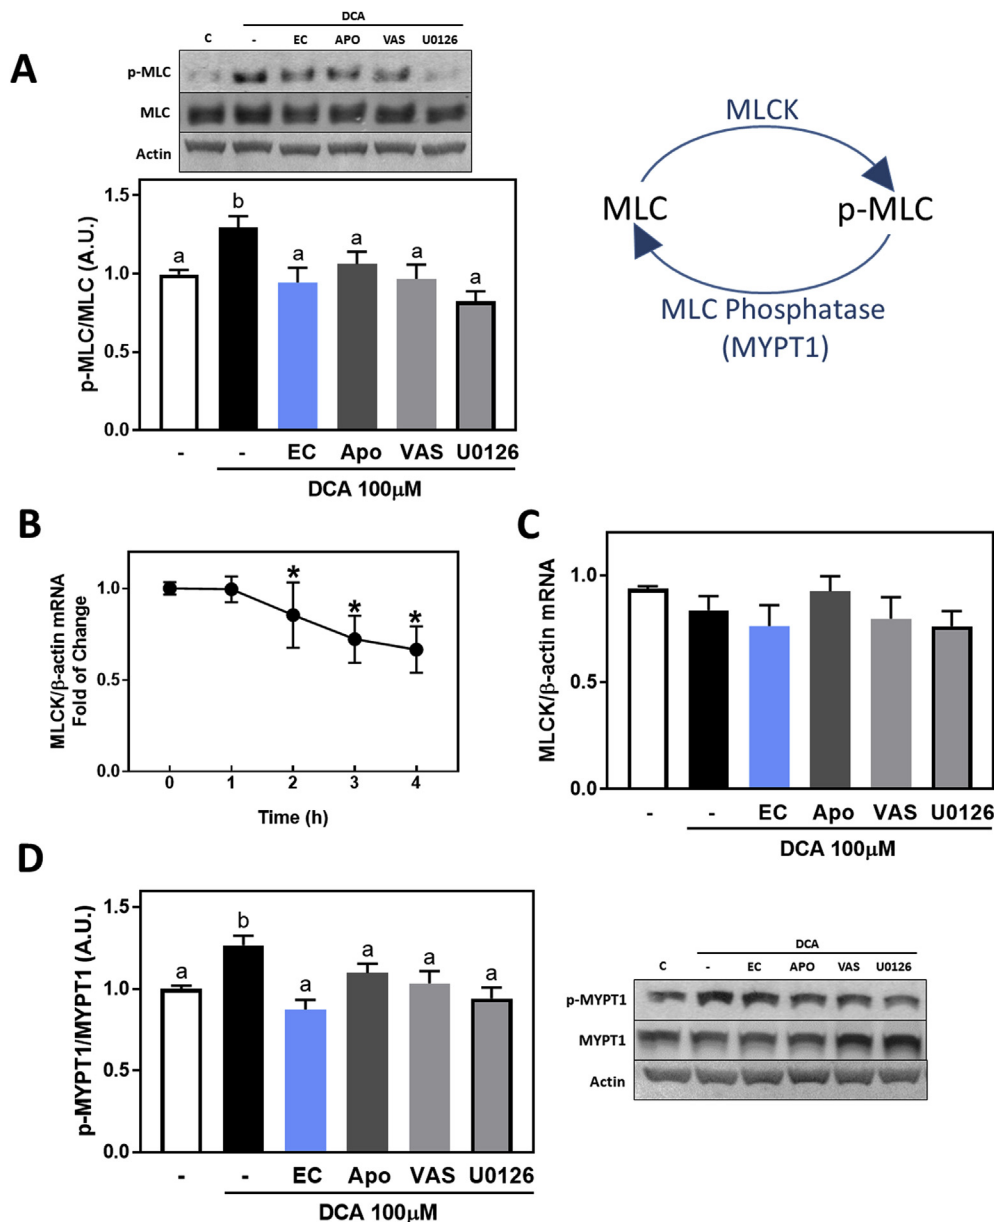 A
DCA
C - EC APO VAS U0126
p-MLC
MLC
Actin
p-MLC/MLC (A.U.)
1.5
1.0
0.5
0.0
a b a a a a
- - EC Apo VAS U0126
DCA 100μM
MLCK
MLC p-MLC
MLC Phosphatase
(MYPT1)
B
MLCK/β-actin mRNA
Fold of Change
1.0
0.5
0.0
* * *
0 1 2 3 4
Time (h)
C
MLCK/β-actin mRNA
1.0
0.5
0.0
- - EC Apo VAS U0126
DCA 100μM
D
p-MYPT1/MYPT1 (A.U.)
1.5
1.0
0.5
0.0
a b a a a a
- - EC Apo VAS U0126
DCA 100μM
DCA
C - EC APO VAS U0126
p-MYPT1
MYPT1
Actin